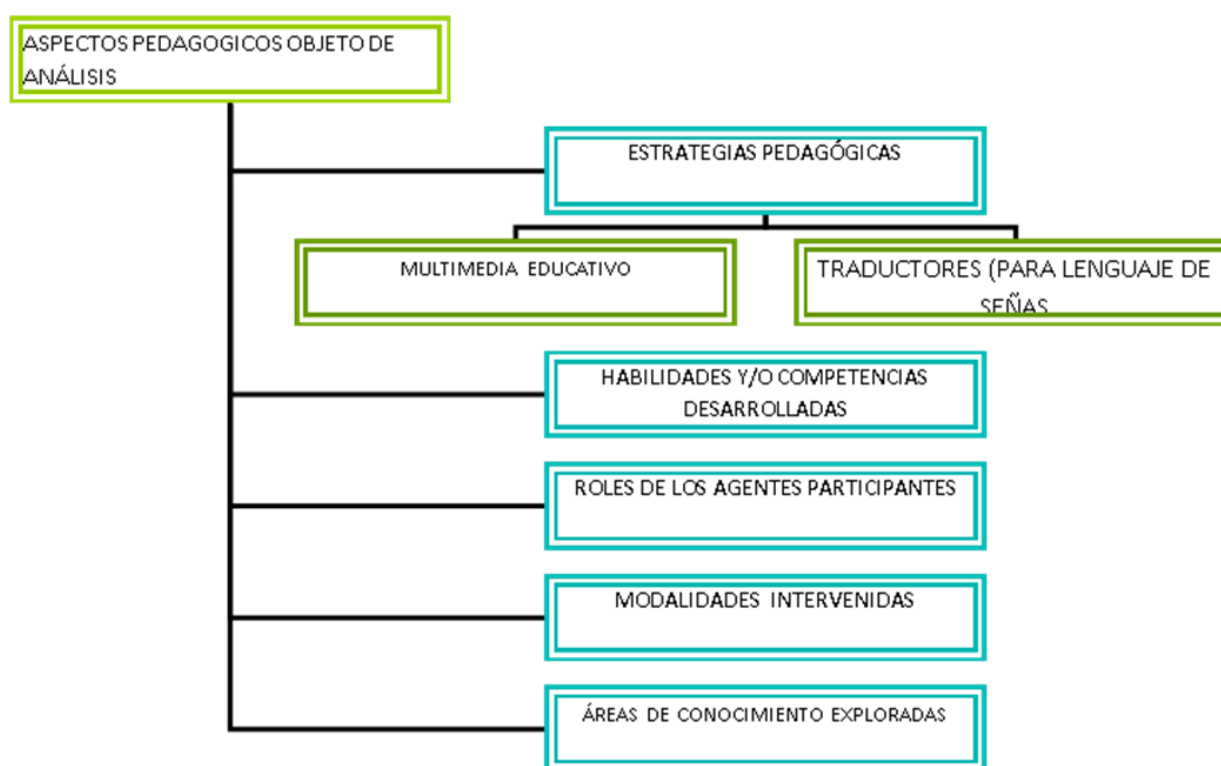 ASPECTOS PEDAGOGICOS OBJETO DE
ANÁLISIS
ESTRATEGIAS PEDAGÓGICAS
MULTIMEDIA EDUCATIVO
TRADUCTORES (PARA LENGUAJE DE
SEÑAS
HABILIDADES Y/O COMPETENCIAS
DESARROLLADAS
ROLES DE LOS AGENTES PARTICIPANTES
MODALIDADES INTERVENIDAS
ÁREAS DE CONOCIMIENTO EXPLORADAS